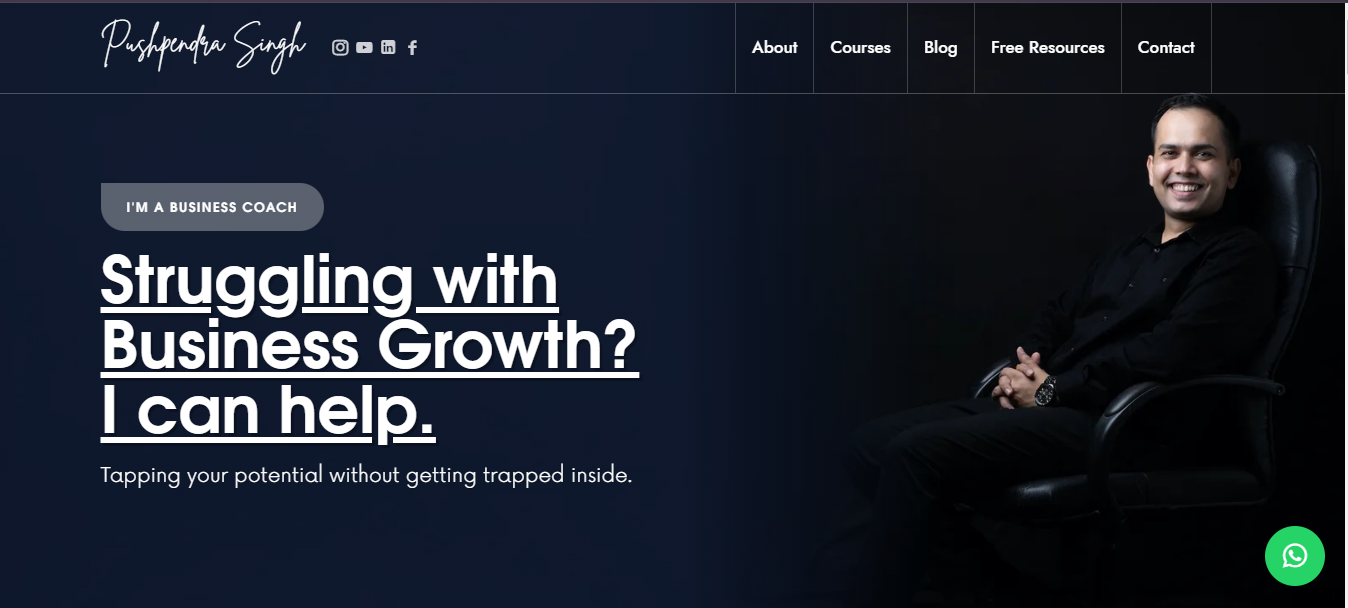 Pushpendra Singh
About Courses Blog Free Resources Contact
I'M A BUSINESS COACH
Struggling with
Business Growth?
I can help.
Tapping your potential without getting trapped inside.